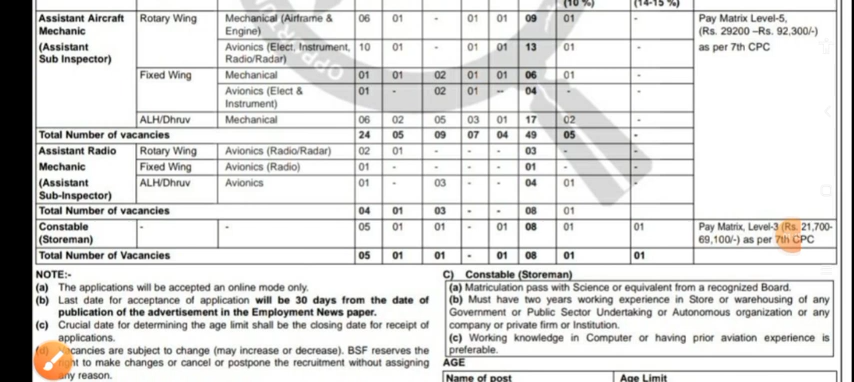 (10 %) (14-15 %)
Assistant Aircraft Rotary Wing Mechanical (Airframe & 06 01 - 01 01 09 01 - Pay Matrix Level-5,
Mechanic Engine) (Rs. 29200 –Rs. 92,300/-)
(Assistant Avionics (Elect, Instrument, 10 01 - 01 01 13 01 - as per 7th CPC
Sub Inspector) Radio/Radar)
Fixed Wing Mechanical 01 01 02 01 01 06 01 -
Avionics (Elect & 01 - 02 01 -- 04 - -
Instrument)
ALH/Dhruv Mechanical 06 02 05 03 01 17 02 -
Total Number of vacancies 24 05 09 07 04 49 05 -
Assistant Radio Rotary Wing Avionics (Radio/Radar) 02 01 - - - 03 - -
Mechanic Fixed Wing Avionics (Radio) 01 - - - - 01 - -
(Assistant ALH/Dhruv Avionics 01 - 03 - - 04 01 -
Sub-Inspector)
Total Number of vacancies 04 01 03 - - 08 01
Constable - - 05 01 01 - 01 08 01 01 Pay Matrix, Level-3 (Rs. 21,700-
(Storeman) 69,100/-) as per 7th CPC
Total Number of Vacancies 05 01 01 - 01 08 01 01
NOTE:-
(a) The applications will be accepted an online mode only.
(b) Last date for acceptance of application will be 30 days from the date of
publication of the advertisement in the Employment News paper.
(c) Crucial date for determining the age limit shall be the closing date for receipt of
applications.
(d) Vacancies are subject to change (may increase or decrease). BSF reserves the
right to make changes or cancel or postpone the recruitment without assigning
any reason.
C) Constable (Storeman)
(a) Matriculation pass with Science or equivalent from a recognized Board.
(b) Must have two years working experience in Store or warehousing of any
Government or Public Sector Undertaking or Autonomous organization or any
company or private firm or Institution.
(c) Working knowledge in Computer or having prior aviation experience is
preferable.
AGE
Name of post Age Limit